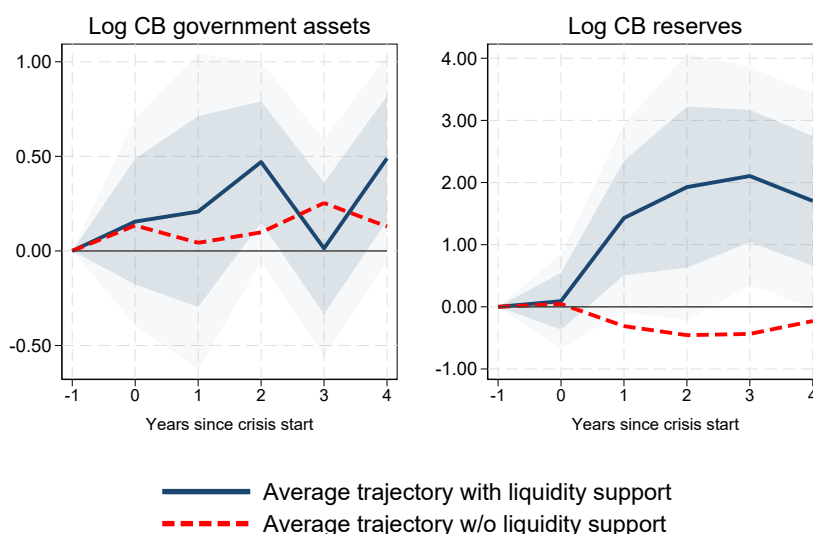 Log CB government assets
1.00
0.50
0.00
-0.50
-1 0 1 2 3 4
Years since crisis start
Log CB reserves
4.00
3.00
2.00
1.00
0.00
-1.00
-1 0 1 2 3 4
Years since crisis start
Average trajectory with liquidity support
Average trajectory w/o liquidity support